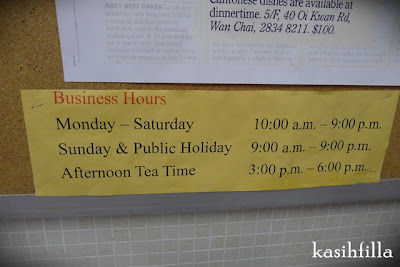 Cantonese dishes are available at
dinnertime. 5/F, 40 Oi Kwan Rd,
Wan Chai, 2834 8211. $100.
Business Hours
Monday – Saturday 10:00 a.m. – 9:00 p.m.
Sunday & Public Holiday 9:00 a.m. – 9:00 p.m.
Afternoon Tea Time 3:00 p.m. – 6:00 p.m.
kasihfilla